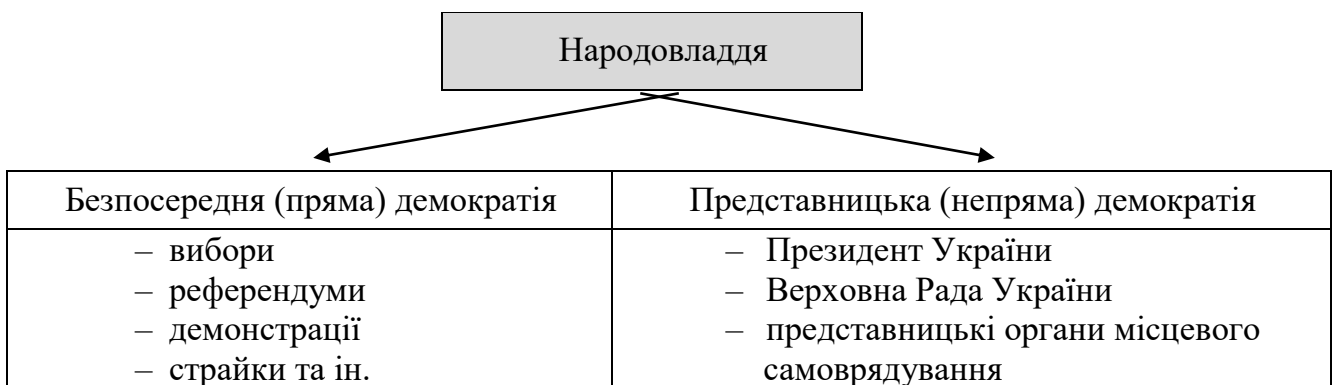 Народовладдя
Безпосередня (пряма) демократія
– вибори
– референдуми
– демонстрації
– страйки та ін.
Представницька (непряма) демократія
– Президент України
– Верховна Рада України
– представницькі органи місцевого
самоврядування